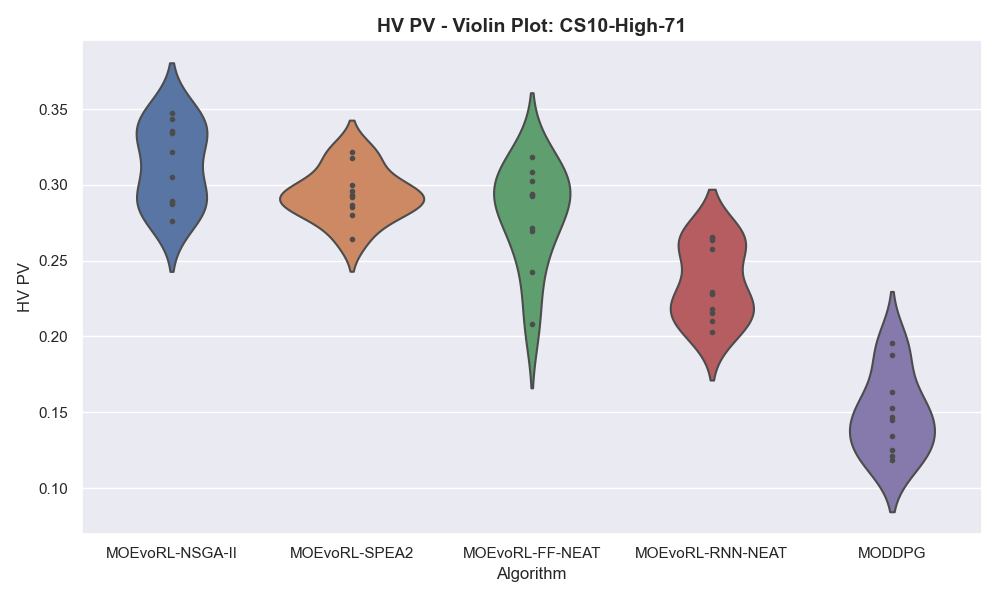 HV PV - Violin Plot: CS10-High-71
HV PV
0.35
0.30
0.25
0.20
0.15
0.10
MOEvoRL-NSGA-II MOEvoRL-SPEA2 MOEvoRL-FF-NEAT MOEvoRL-RNN-NEAT MODDPG
Algorithm